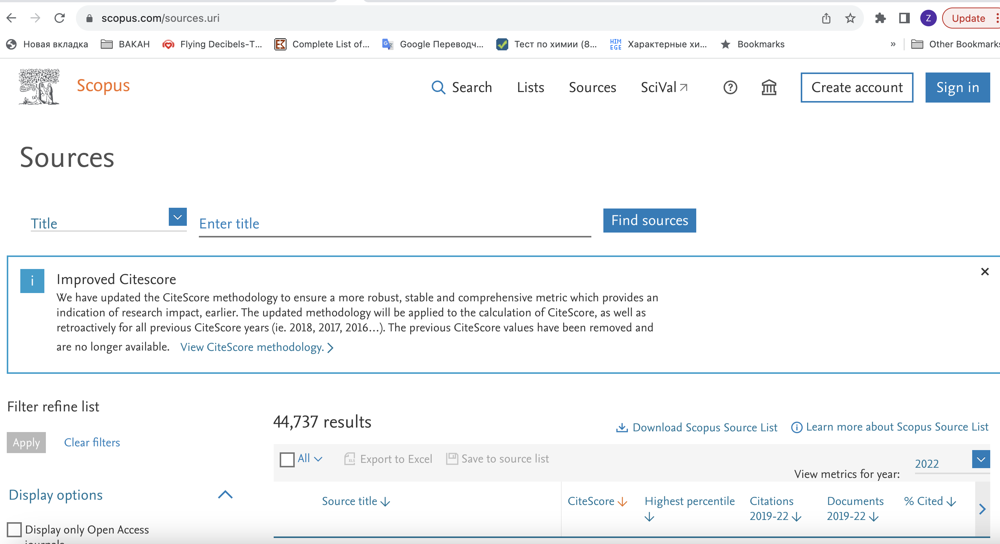 scopus.com/sources.uri
Z
Update
Новая вкладка
ВАКАН
Flying Decibels-T...
Complete List of...
Google Переводч...
Тест по химии (8...
HIM EGE
Характерные хи...
Bookmarks
»
Other Bookmarks
Scopus
Search
Lists
Sources
SciVal
Create account
Sign in
Sources
Title
Enter title
Find sources
i
Improved Citescore
We have updated the CiteScore methodology to ensure a more robust, stable and comprehensive metric which provides an
indication of research impact, earlier. The updated methodology will be applied to the calculation of CiteScore, as well as
retroactively for all previous CiteScore years (ie. 2018, 2017, 2016...). The previous CiteScore values have been removed and
are no longer available. View CiteScore methodology.
Filter refine list
44,737 results
Download Scopus Source List
Learn more about Scopus Source List
Apply
Clear filters
All
Export to Excel
Save to source list
View metrics for year:
2022
Display options
Source title
CiteScore
Highest percentile
Citations
2019-22
Documents
2019-22
% Cited
Display only Open Access
journals